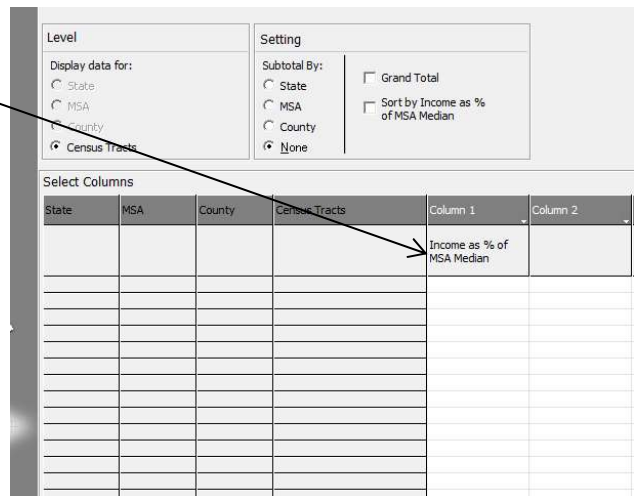 Level
Display data for:
State
MSA
County
Census Tracts
Setting
Subtotal By:
State
MSA
County
None
Grand Total
Sort by Income as %
of MSA Median
Select Columns
State MSA County Census Tracts Column 1 Column 2
Income as % of
MSA Median